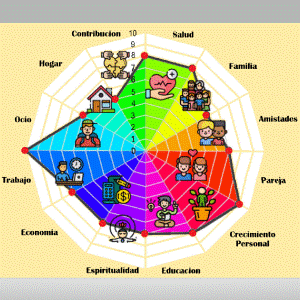 Contribucion
Salud
Hogar
Familia
Ocio
Amistades
Trabajo
Pareja
Economia
Crecimiento
Personal
Espiritualidad
Educacion
10
9
8
7
6
5
4
3
2
1
0